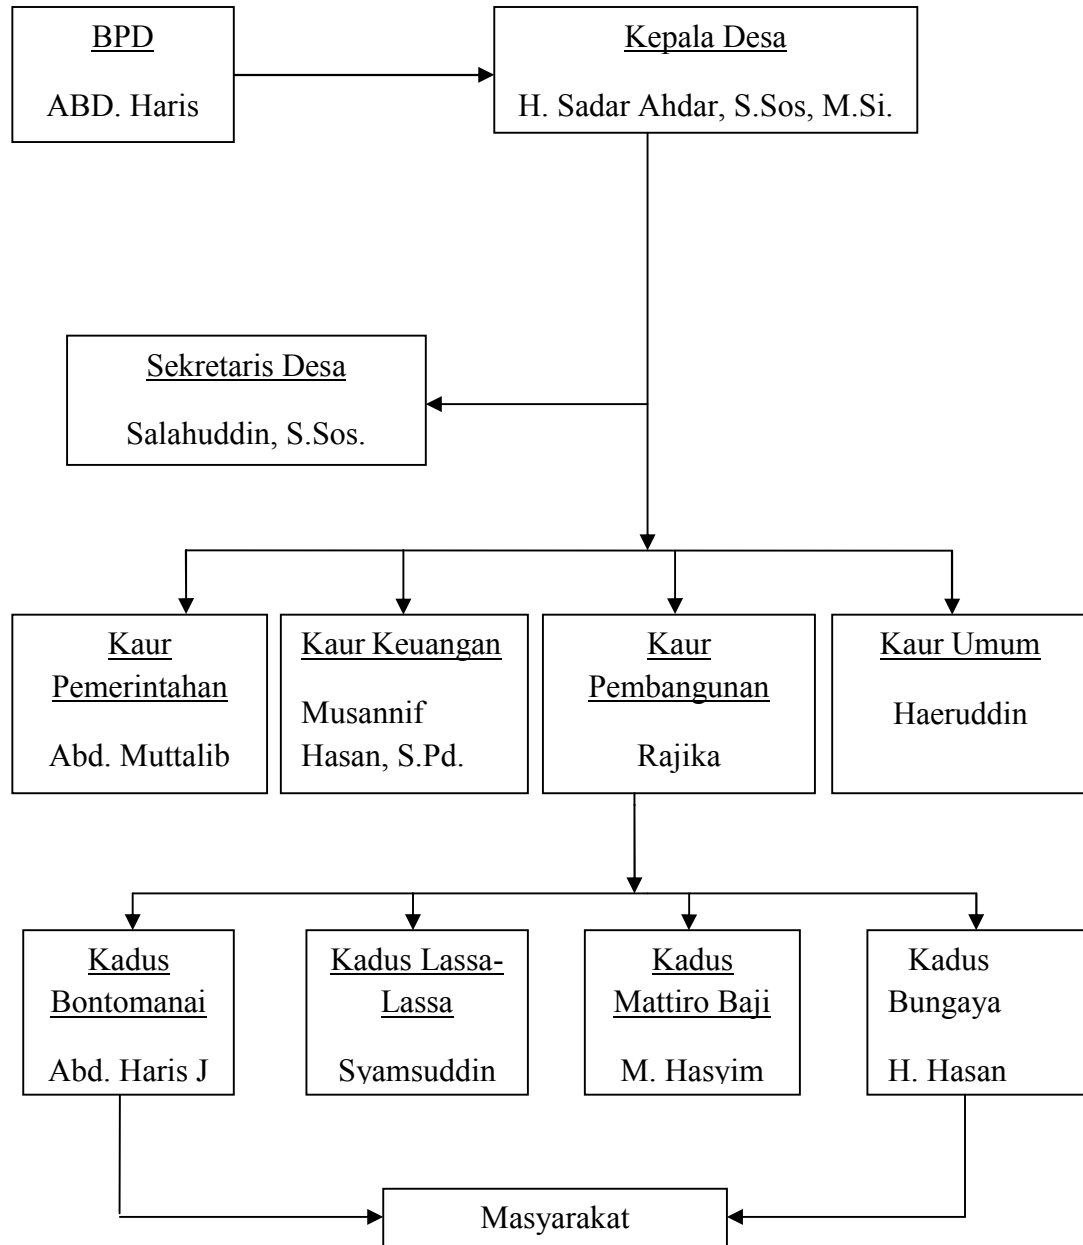 BPD
ABD. Haris
Kepala Desa
H. Sadar Ahdar, S.Sos, M.Si.
Sekretaris Desa
Salahuddin, S.Sos.
Kaur
Pemerintahan
Abd. Muttalib
Kaur Keuangan
Musannif
Hasan, S.Pd.
Kaur
Pembangunan
Rajika
Kaur Umum
Haeruddin
Kadus
Bontomanai
Abd. Haris J
Kadus Lassa-
Lassa
Syamsuddin
Kadus
Mattiro Baji
M. Hasyim
Kadus
Bungaya
H. Hasan
Masyarakat